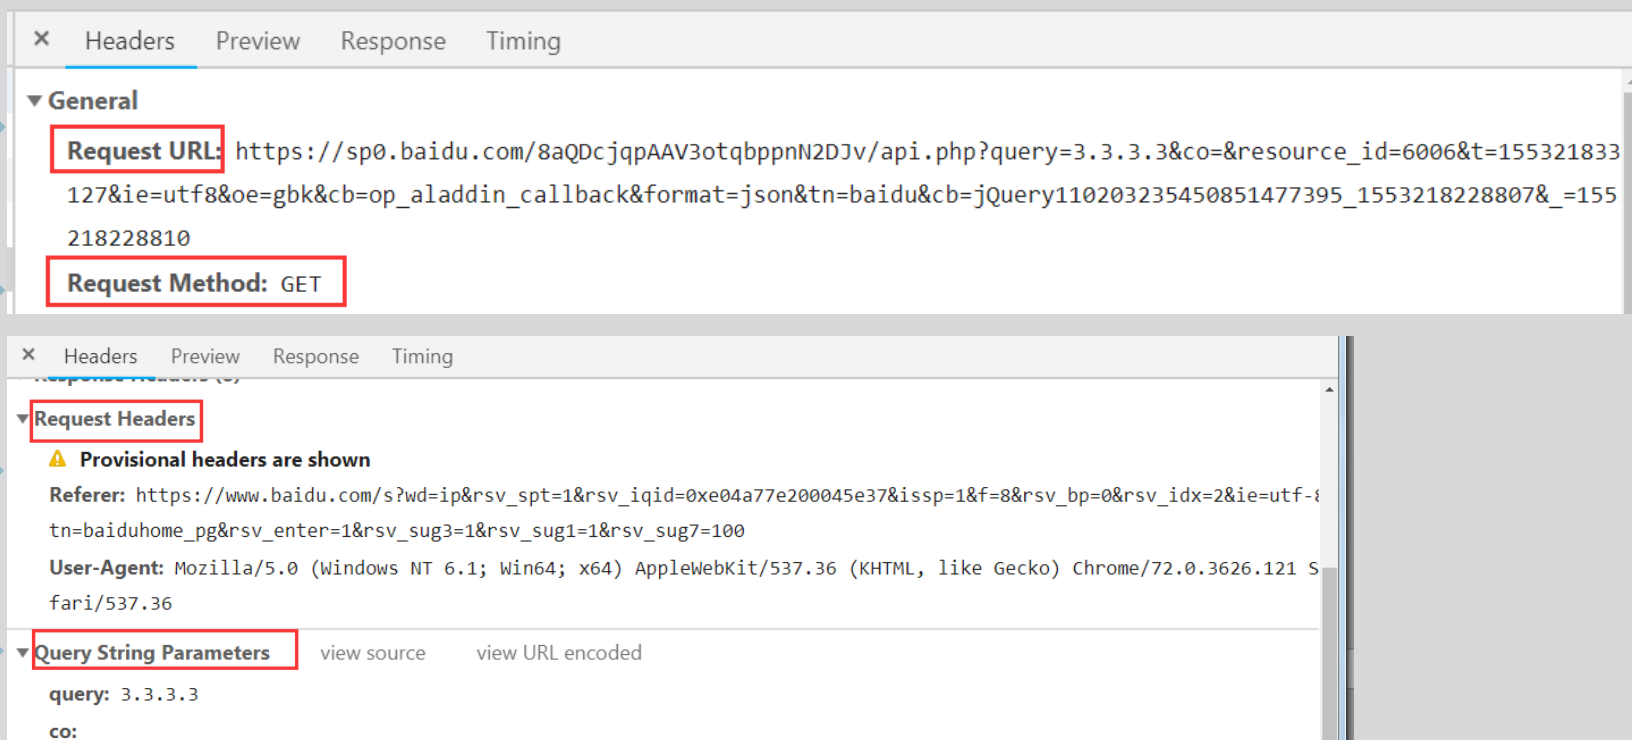 × Headers Preview Response Timing
▼ General
Request URL: https://sp0.baidu.com/8aQDcjqpAAV3otqbppnN2DJv/api.php?query=3.3.3.3&co=&resource_id=6006&t=155321833
127&ie=utf8&oe=gbk&cb=op_aladdin_callback&format=json&tn=baidu&cb=jQuery110203235450851477395_1553218228807&_=155
218228810
Request Method: GET
× Headers Preview Response Timing
▼ Request Headers
Provisional headers are shown
Referer: https://www.baidu.com/s?wd=ip&rsv_spt=1&rsv_iqid=0xe04a77e200045e37&issp=1&f=8&rsv_bp=0&rsv_idx=2&ie=utf-8
tn=baiduhome_pg&rsv_enter=1&rsv_sug3=1&rsv_sug1=1&rsv_sug7=100
User-Agent: Mozilla/5.0 (Windows NT 6.1; Win64; x64) AppleWebKit/537.36 (KHTML, like Gecko) Chrome/72.0.3626.121 S
fari/537.36
▼ Query String Parameters view source view URL encoded
query: 3.3.3.3
co: